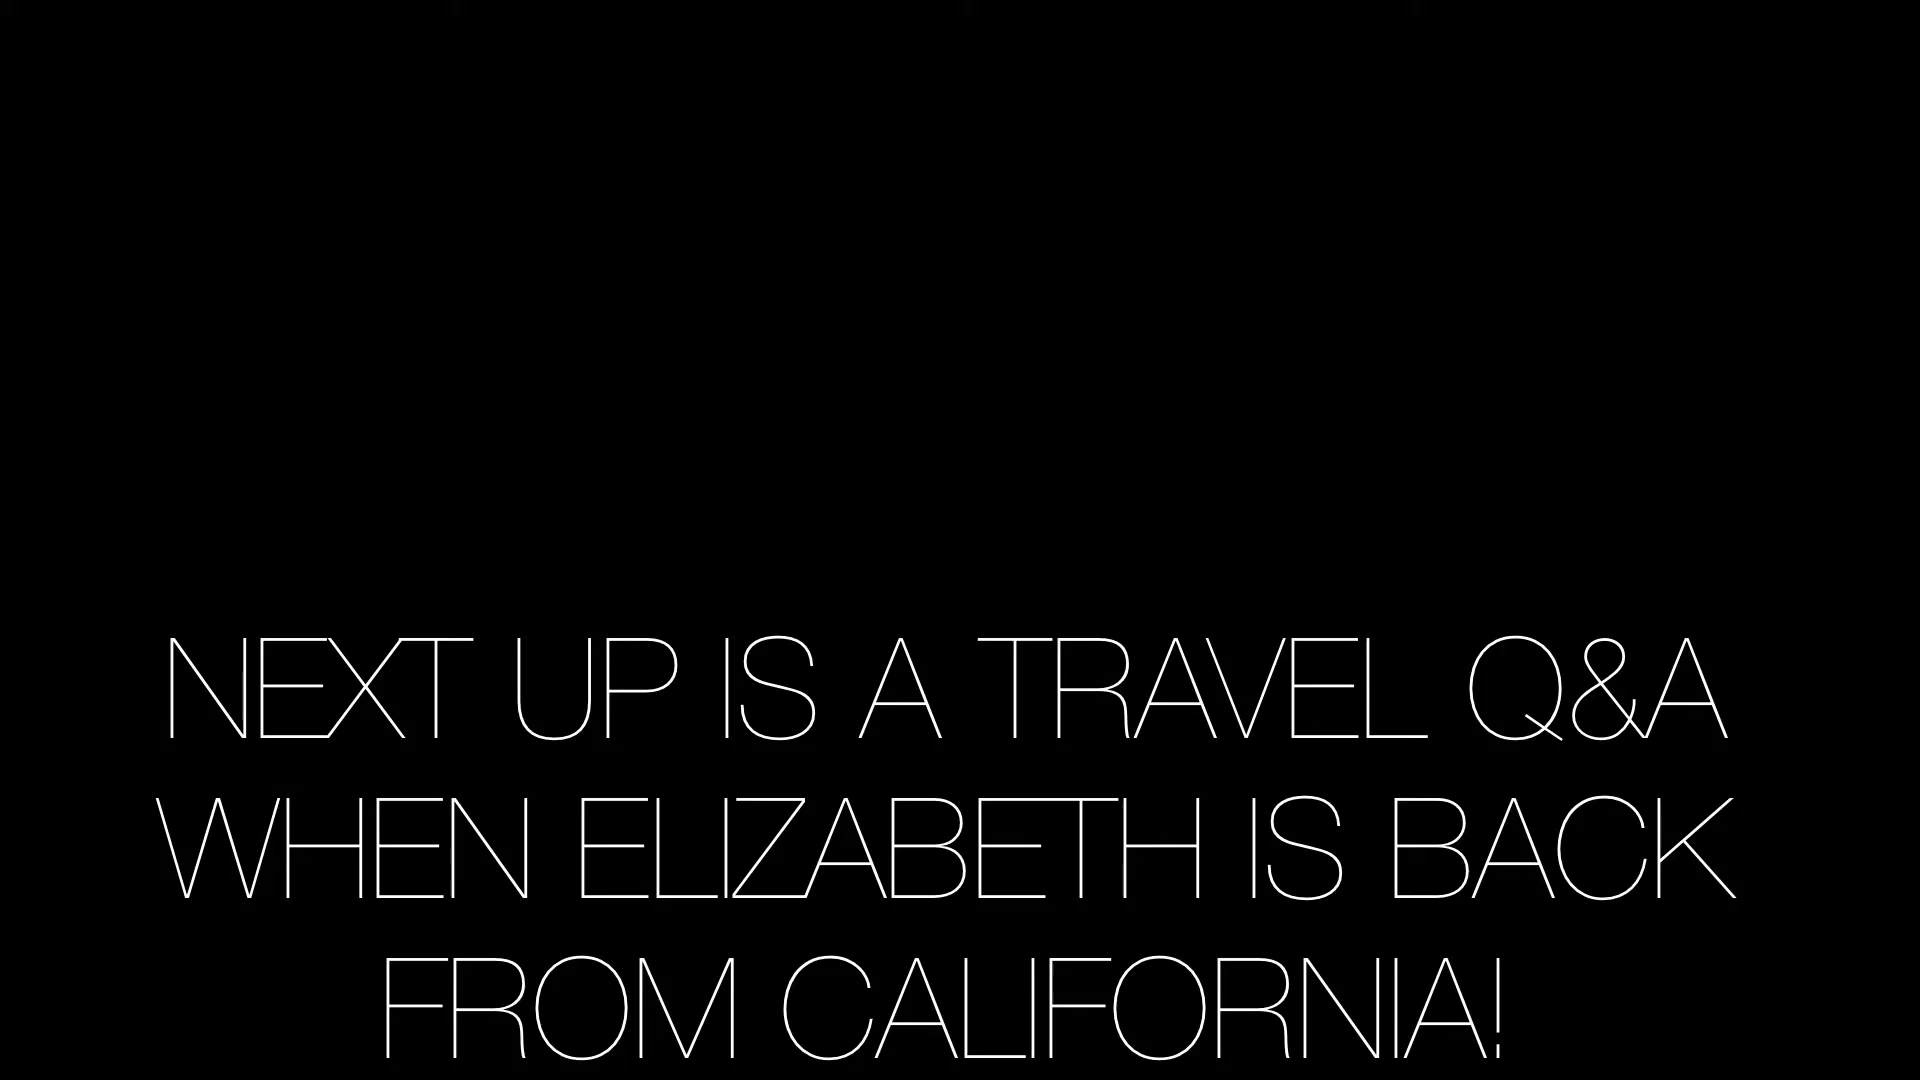 NEXT UP IS A TRAVEL Q&A
WHEN ELIZABETH IS BACK
FROM CALIFORNIA!